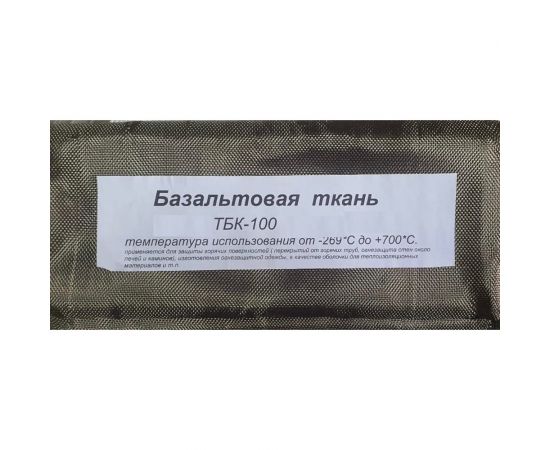 Базальтовая ткань
ТБК-100
температура использования от -269°С до +700°С.
применяется для защиты горячих поверхностей ( перекрытий от горячих труб, огнезащита стен около
печей и каминов), изготовления огнезащитной одежды, в качестве оболочки для теплоизоляционных
материалов и т.п.